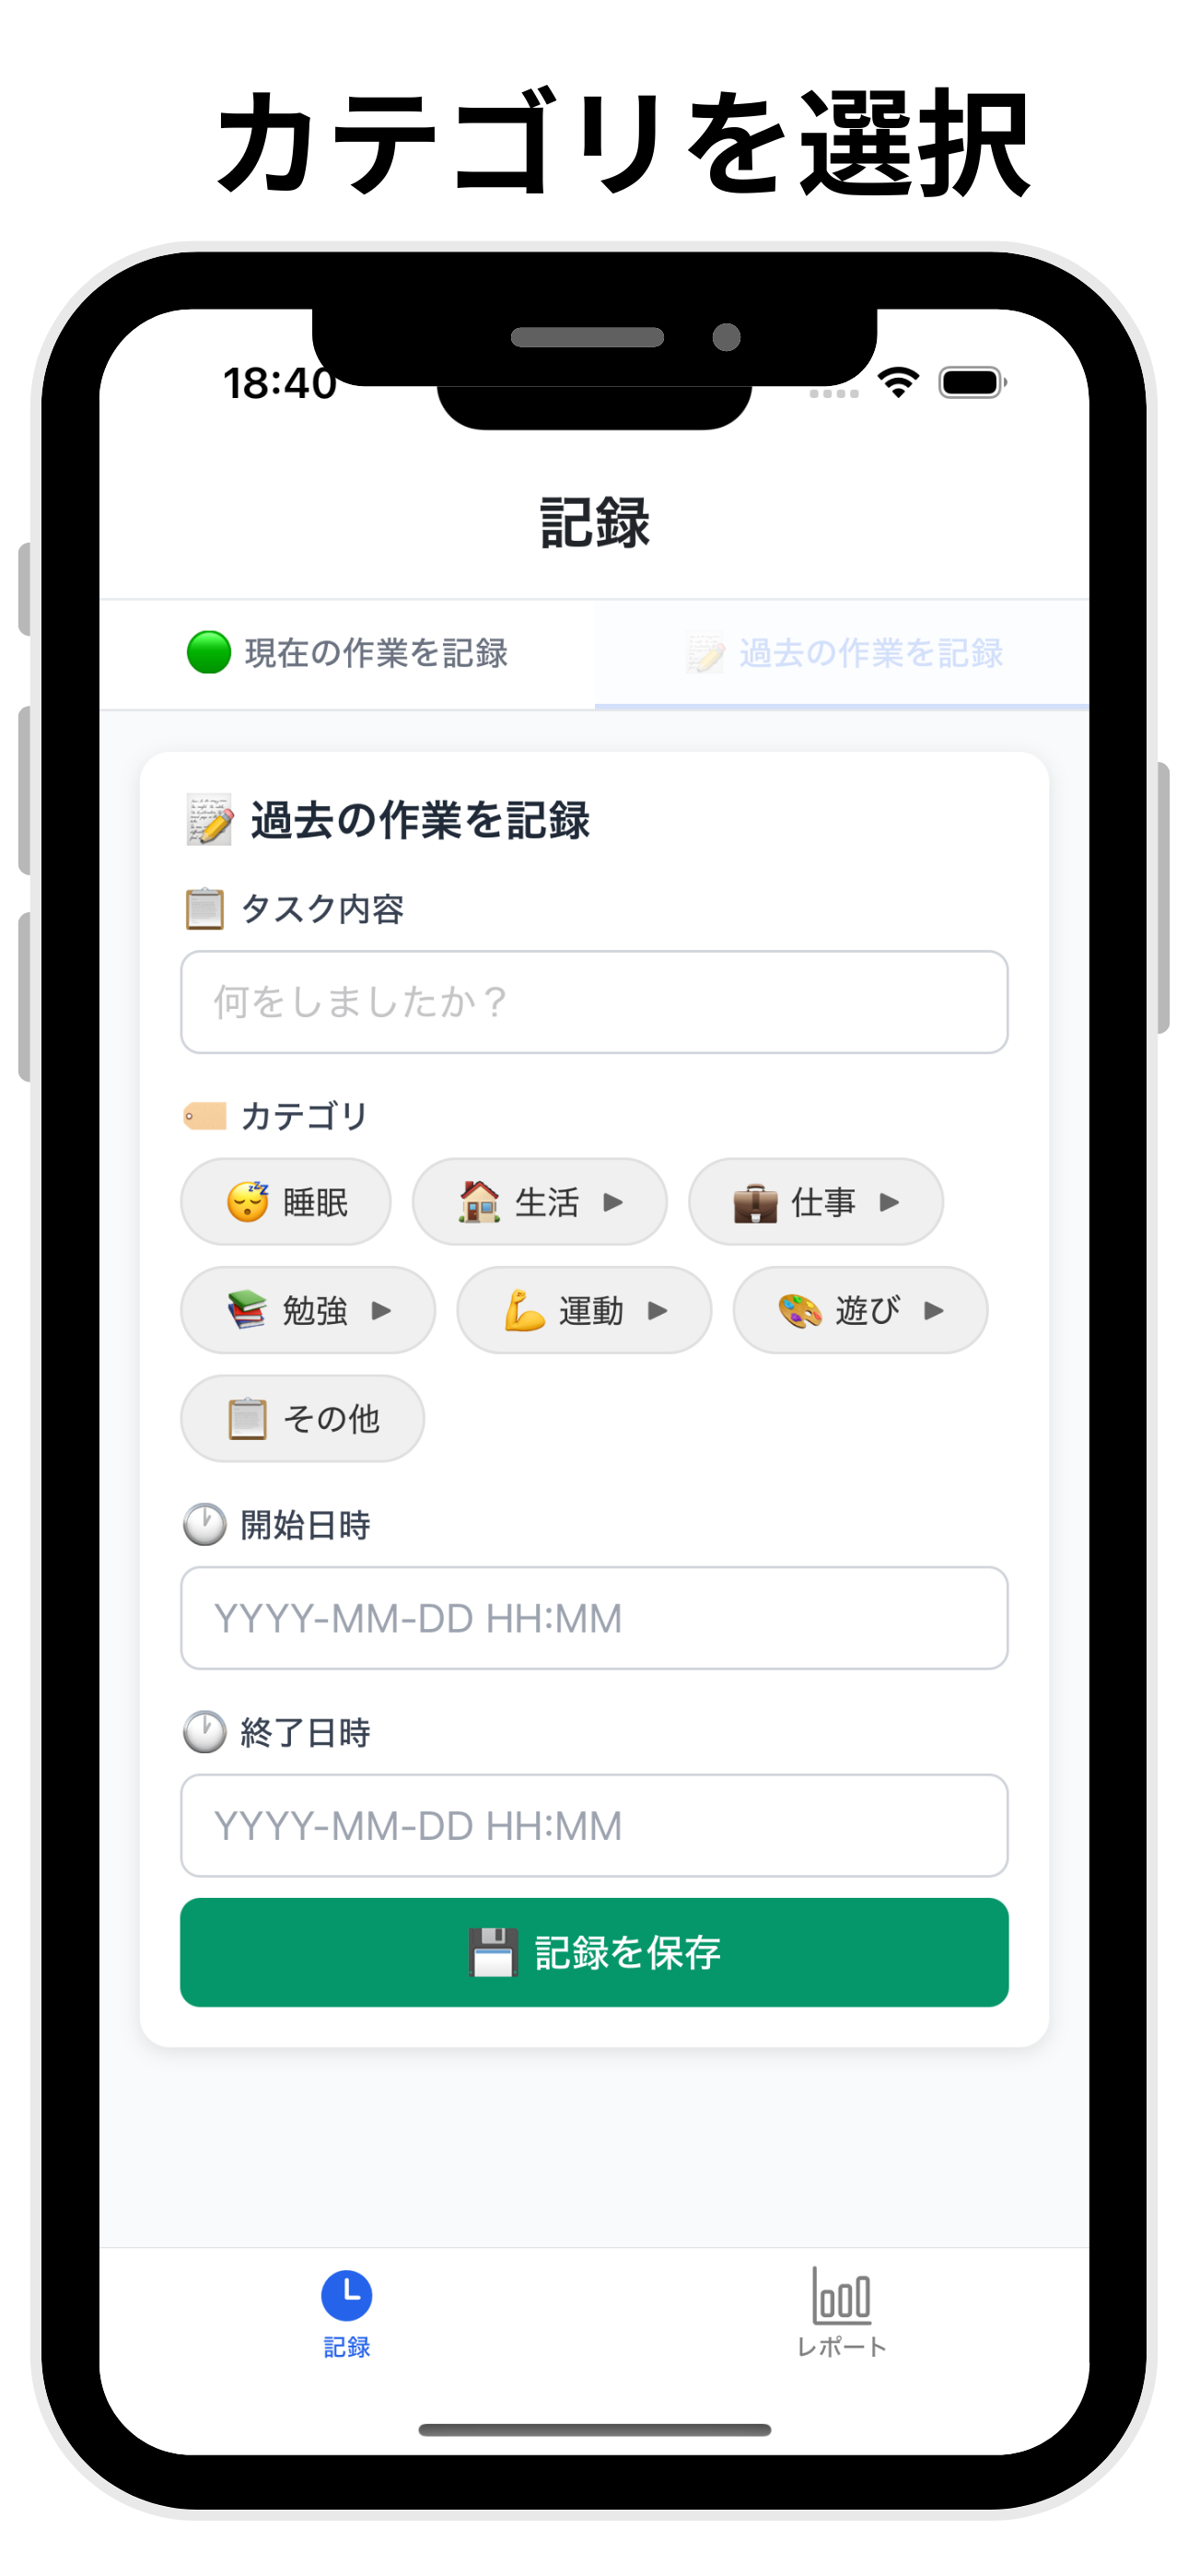 カテゴリを選択
18:40
記録
現在の作業を記録
過去の作業を記録
過去の作業を記録
タスク内容
何をしましたか？
カテゴリ
睡眠 生活 ▶ 仕事 ▶
勉強 ▶ 運動 ▶ 遊び ▶
その他
開始日時
YYYY-MM-DD HH:MM
終了日時
YYYY-MM-DD HH:MM
記録を保存
記録
レポート